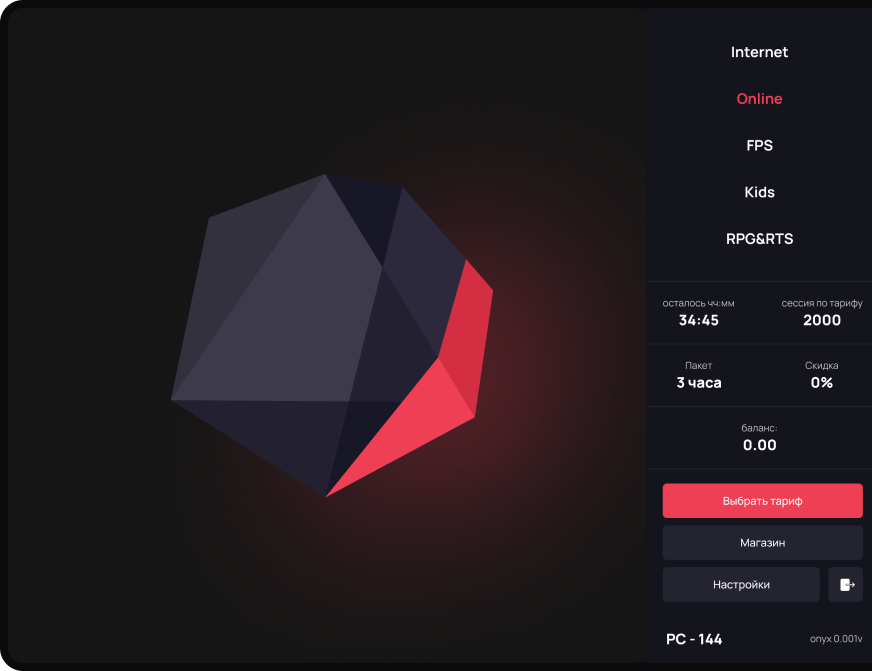 Internet
Online
FPS
Kids
RPG&RTS
осталось чч:мм сессия по тарифу
34:45 2000
Пакет Скидка
3 часа 0%
баланс:
0.00
Выбрать тариф
Магазин
Настройки
PC - 144 onyx 0.001v